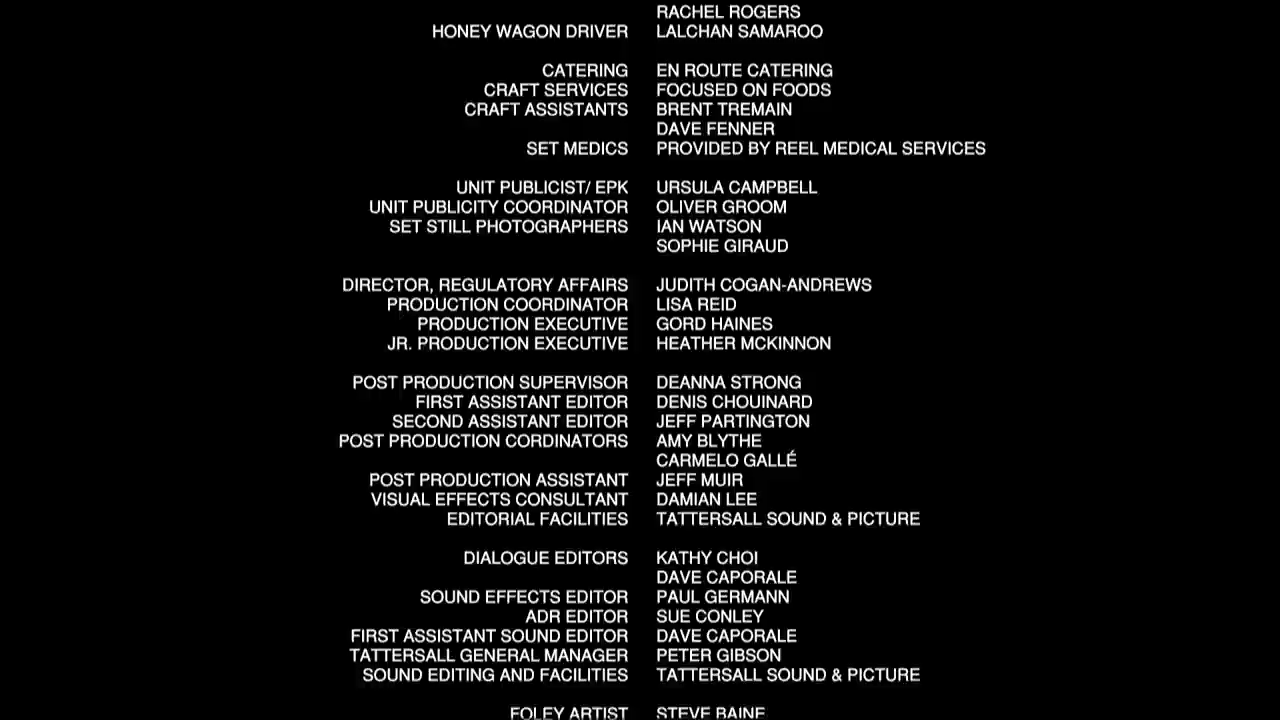 RACHEL ROGERS
HONEY WAGON DRIVER LALCHAN SAMAROO
CATERING EN ROUTE CATERING
CRAFT SERVICES FOCUSED ON FOODS
CRAFT ASSISTANTS BRENT TREMAIN
DAVE FENNER
SET MEDICS PROVIDED BY REEL MEDICAL SERVICES
UNIT PUBLICIST/ EPK URSULA CAMPBELL
UNIT PUBLICITY COORDINATOR OLIVER GROOM
SET STILL PHOTOGRAPHERS IAN WATSON
SOPHIE GIRAUD
DIRECTOR, REGULATORY AFFAIRS JUDITH COGAN-ANDREWS
PRODUCTION COORDINATOR LISA REID
PRODUCTION EXECUTIVE GORD HAINES
JR. PRODUCTION EXECUTIVE HEATHER MCKINNON
POST PRODUCTION SUPERVISOR DEANNA STRONG
FIRST ASSISTANT EDITOR DENIS CHOUINARD
SECOND ASSISTANT EDITOR JEFF PARTINGTON
POST PRODUCTION CORDINATORS AMY BLYTHE
CARMELO GALLÉ
POST PRODUCTION ASSISTANT JEFF MUIR
VISUAL EFFECTS CONSULTANT DAMIAN LEE
EDITORIAL FACILITIES TATTERSALL SOUND & PICTURE
DIALOGUE EDITORS KATHY CHOI
DAVE CAPORALE
SOUND EFFECTS EDITOR PAUL GERMANN
ADR EDITOR SUE CONLEY
FIRST ASSISTANT SOUND EDITOR DAVE CAPORALE
TATTERSALL GENERAL MANAGER PETER GIBSON
SOUND EDITING AND FACILITIES TATTERSALL SOUND & PICTURE
FOLEY ARTIST STEVE BAINE